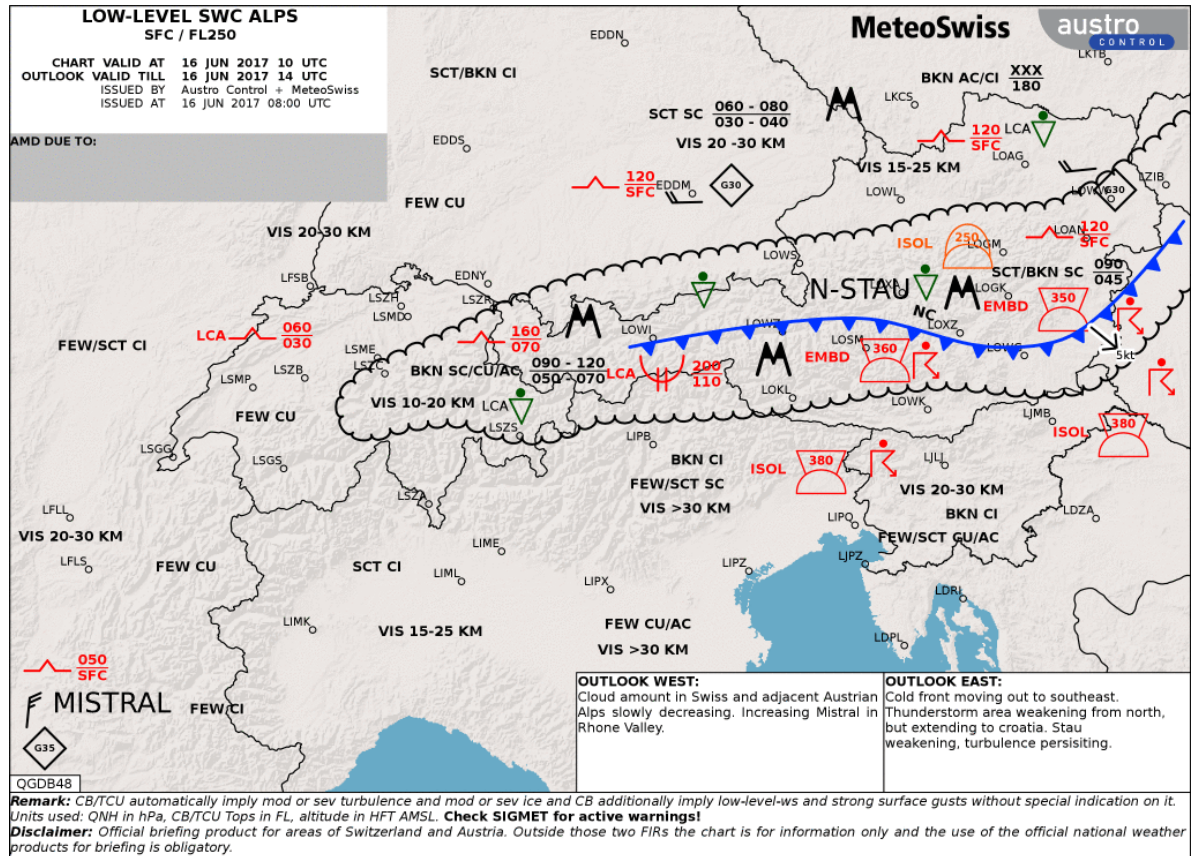 LOW-LEVEL SWC ALPS
SFC / FL250
CHART VALID AT 16 JUN 2017 10 UTC
OUTLOOK VALID TILL 16 JUN 2017 14 UTC
ISSUED BY Austro Control + MeteoSwiss
ISSUED AT 16 JUN 2017 08:00 UTC
AMD DUE TO:
MeteoSwiss
austro
CONTROL
EDDN
LKTB
SCT/BKN CI
BKN AC/CI XXX
180
LKCS
SCT SC 060 - 080
030 - 040
VIS 20 -30 KM
EDDS
120
SFC
LCA
LOAG
VIS 15-25 KM
120
SFC
EDDM
G30
LOWL
LOWW
G30
LZIB
FEW CU
VIS 20-30 KM
ISOL
250
LOGM
LOAN
120
SFC
LOWS
SCT/BKN SC 090
045
LFSB
EDNY
LSZH
LSZR
LSMD
N-STAU
LOXA
LOGK
EMBD
350
NC
LCA 060
030
160
070
LOWI
LOWZ
LOXZ
FEW/SCT CI
LSME
LOSM
LOWG
5kt
EMBD
360
LSMP
LSZB
BKN SC/CU/AC 090 - 120
050 - 070
LCA
200
110
VIS 10-20 KM
LCA
LOKL
LOWK
FEW CU
LJMB
LSZS
LSGG
LSGS
LIPB
ISOL
380
BKN CI
ISOL
380
LJLJ
FEW/SCT SC
VIS >30 KM
VIS 20-30 KM
LSZA
BKN CI
LFLL
LIPQ
LDZA
VIS 20-30 KM
FEW/SCT CU/AC
LIME
LFLS
FEW CU
SCT CI
LIML
LIPZ
LJPZ
LIPX
LDRI
LIMK
VIS 15-25 KM
FEW CU/AC
VIS >30 KM
LDPL
050
SFC
MISTRAL
FEW CI
G35
OUTLOOK WEST:
Cloud amount in Swiss and adjacent Austrian
Alps slowly decreasing. Increasing Mistral in
Rhone Valley.
OUTLOOK EAST:
Cold front moving out to southeast.
Thunderstorm area weakening from north,
but extending to croatia. Stau
weakening, turbulence persisiting.
QGDB48
Remark: CB/TCU automatically imply mod or sev turbulence and mod or sev ice and CB additionally imply low-level-ws and strong surface gusts without special indication on it.
Units used: QNH in hPa, CB/TCU Tops in FL, altitude in HFT AMSL. Check SIGMET for active warnings!
Disclaimer: Official briefing product for areas of Switzerland and Austria. Outside those two FIRs the chart is for information only and the use of the official national weather
products for briefing is obligatory.